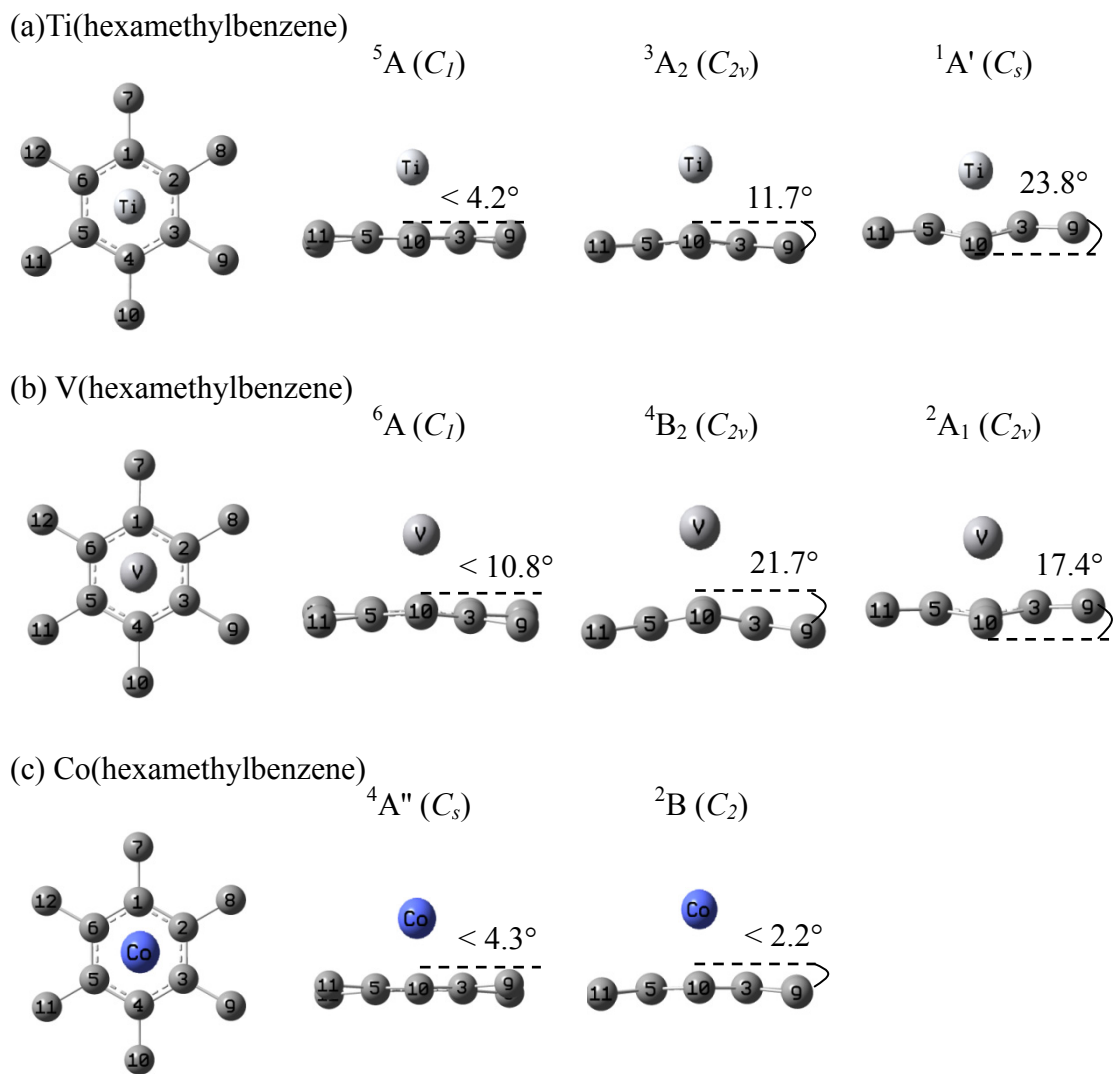 (a)Ti(hexamethylbenzene)
⁵A (C₁) ³A₂ (C₂ᵥ) ¹A' (Cₛ)
7
12 8
1
6 2
Ti
5 3
11 9
4
10
Ti
< 4.2°
11 5 10 3 9
Ti
11.7°
11 5 10 3 9
Ti
23.8°
11 5 10 3 9
(b) V(hexamethylbenzene)
⁶A (C₁) ⁴B₂ (C₂ᵥ) ²A₁ (C₂ᵥ)
7
12 8
1
6 2
V
5 3
11 9
4
10
V
< 10.8°
11 5 10 3 9
V
21.7°
11 5 10 3 9
V
17.4°
11 5 10 3 9
(c) Co(hexamethylbenzene)
⁴A" (Cₛ) ²B (C₂)
7
12 8
1
6 2
Co
5 3
11 9
4
10
Co
< 4.3°
11 5 10 3 9
Co
< 2.2°
11 5 10 3 9